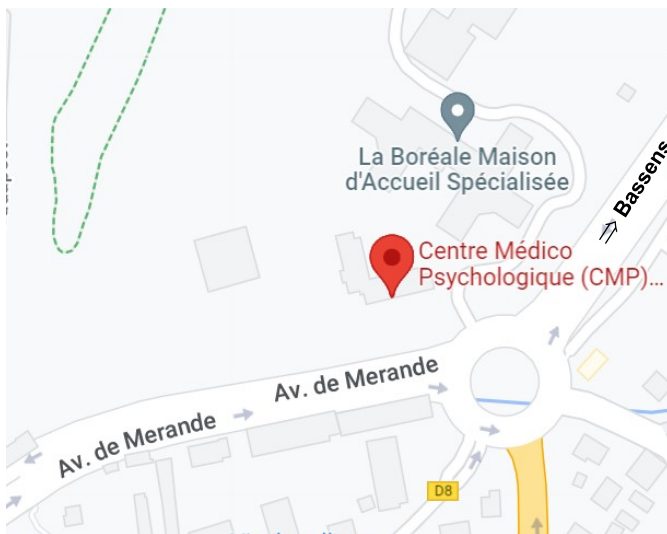 La Boréale Maison
d'Accueil Spécialisée
⇒ Bassens
Centre Médico
Psychologique (CMP)...
Av. de Merande
Av. de Merande
D8